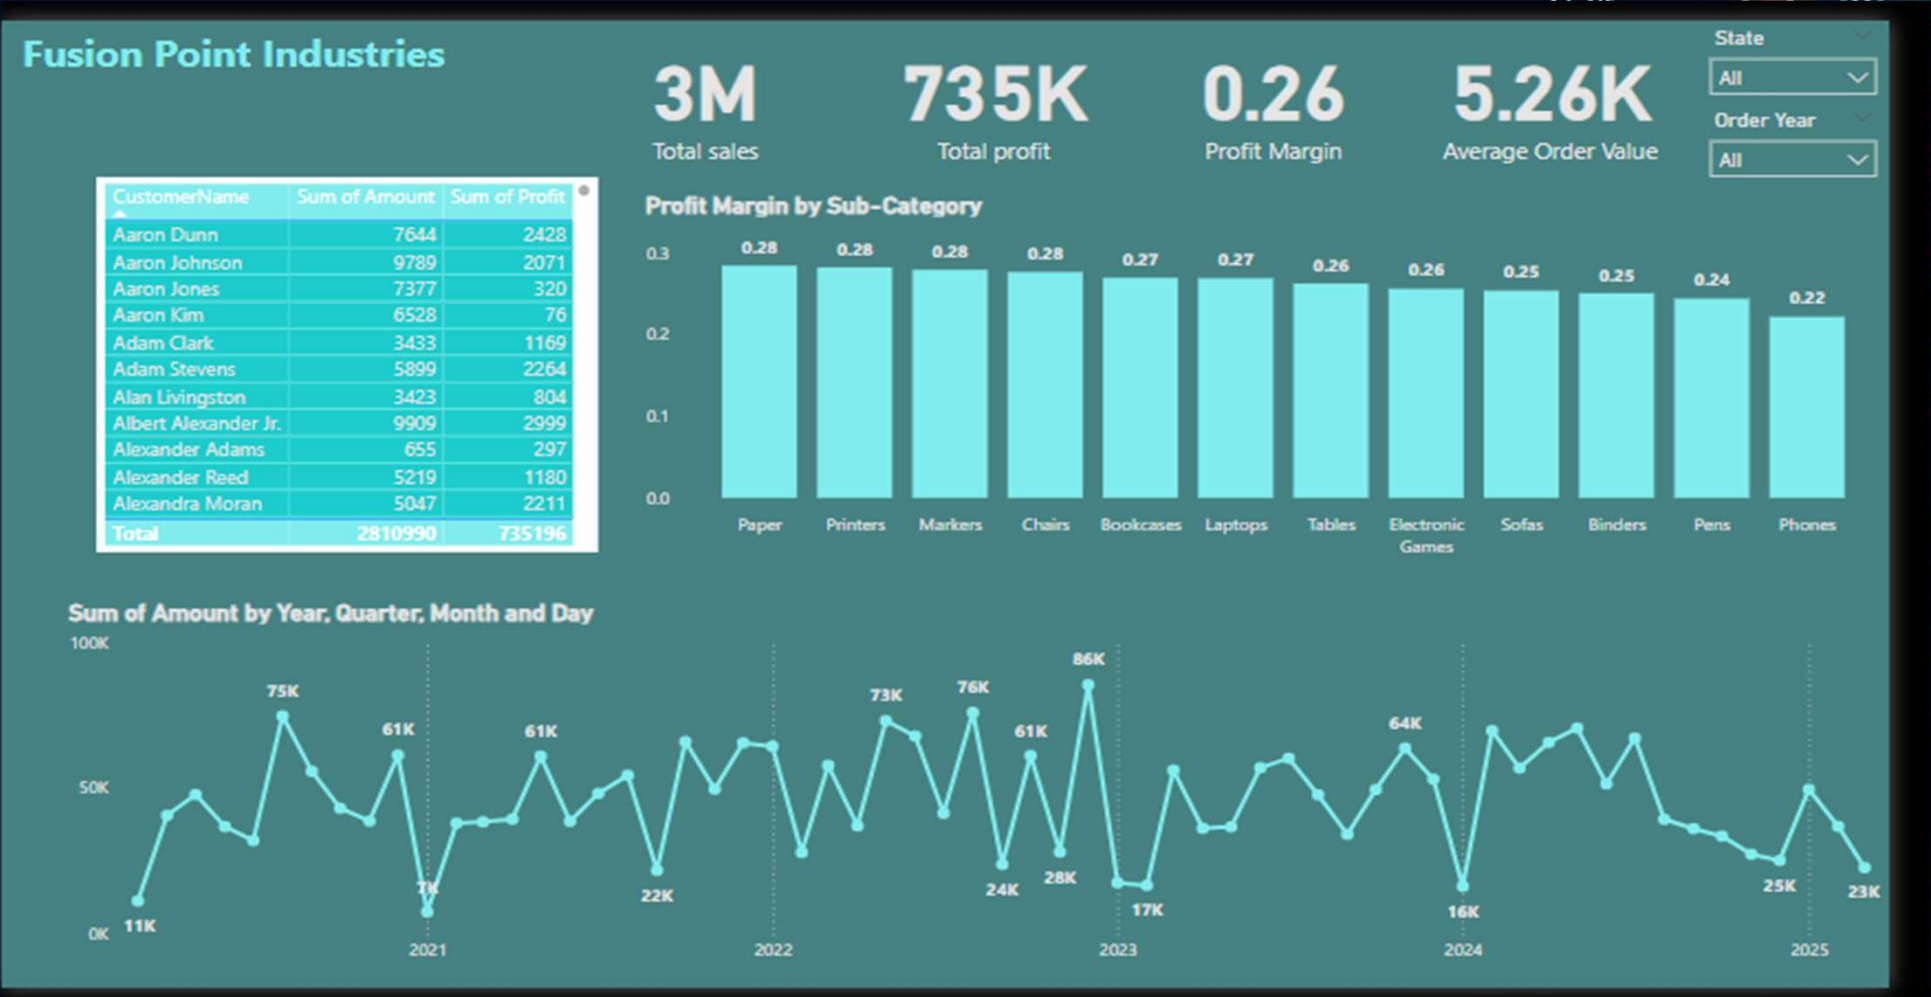 Fusion Point Industries
3M
Total sales
735K
Total profit
0.26
Profit Margin
5.26K
Average Order Value
State
All
Order Year
All
CustomerName Sum of Amount Sum of Profit
Aaron Dunn 7644 2428
Aaron Johnson 9789 2071
Aaron Jones 7377 320
Aaron Kim 6528 76
Adam Clark 3433 1169
Adam Stevens 5899 2264
Alan Livingston 3423 804
Albert Alexander Jr. 9909 2999
Alexander Adams 655 297
Alexander Reed 5219 1180
Alexandra Moran 5047 2211
Total 2810990 735196
Profit Margin by Sub-Category
0.3
0.2
0.1
0.0
0.28 0.28 0.28 0.28 0.27 0.27 0.26 0.26 0.25 0.25 0.24 0.22
Paper Printers Markers Chairs Bookcases Laptops Tables Electronic Games Sofas Binders Pens Phones
Sum of Amount by Year, Quarter, Month and Day
100K
50K
0K
11K 75K 61K 7K 61K 22K 73K 76K 24K 61K 28K 86K 17K 64K 16K 25K 23K
2021 2022 2023 2024 2025